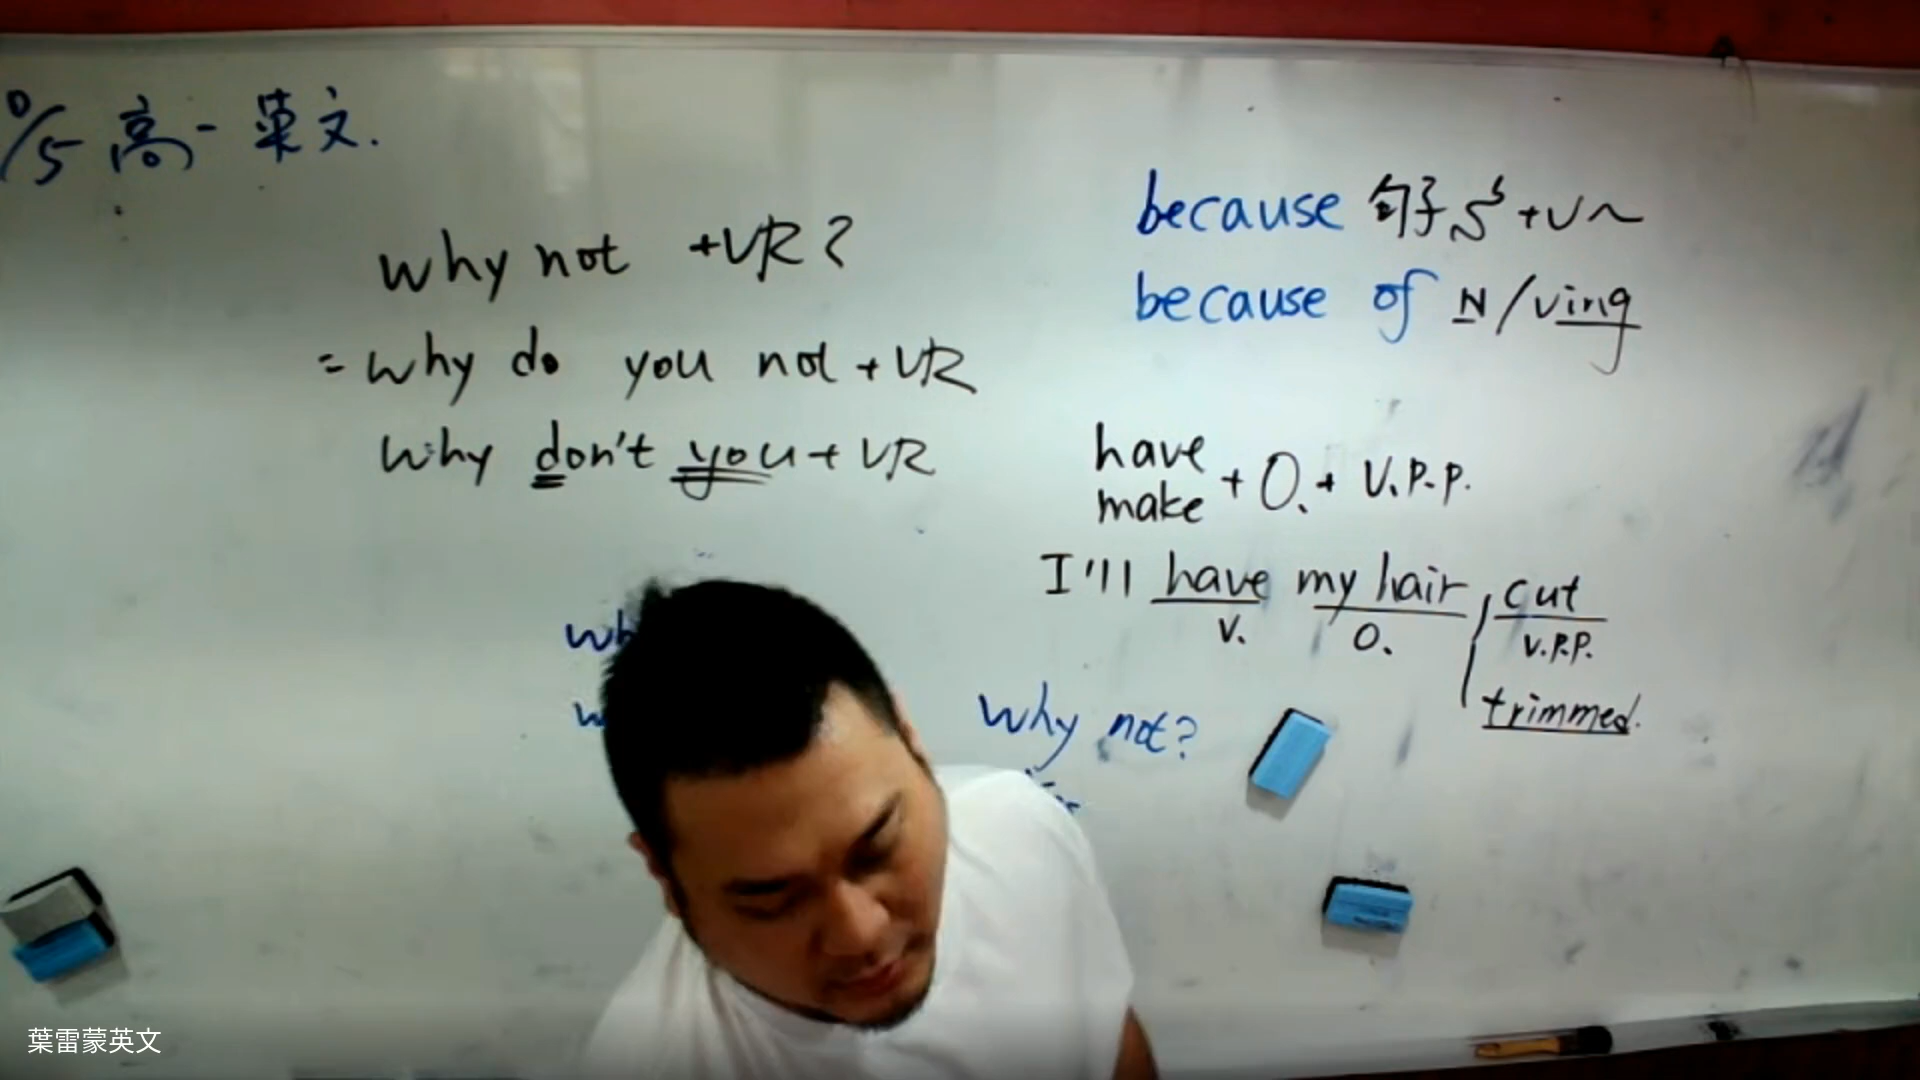 /5 高一 英文.
why not +VR?
= why do you not + VR
why don't you + VR
because 句子 S + V ~
because of N / Ving
have
make + O. + V.P.P.
I'll have my hair cut
V. O. V.P.P.
trimmed.
why not?
葉雷蒙英文